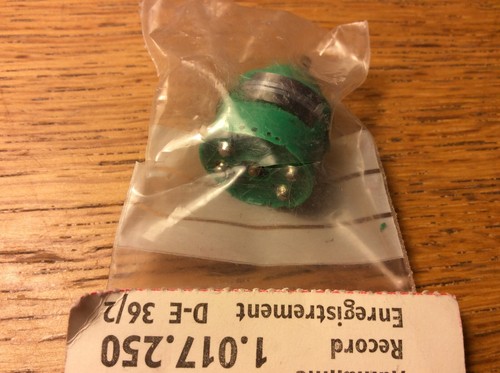 Record 1.017.250
Enregistrement D-E 36/2